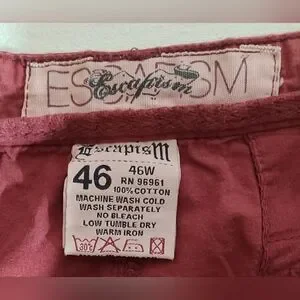 ESCAPISM
Escapism
Escapism
46 46W
RN 96961
100% COTTON
MACHINE WASH COLD
WASH SEPARATELY
NO BLEACH
LOW TUMBLE DRY
WARM IRON